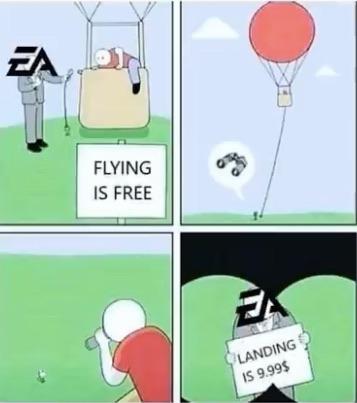 EA
FLYING
IS FREE
EA
LANDING
IS 9.99$